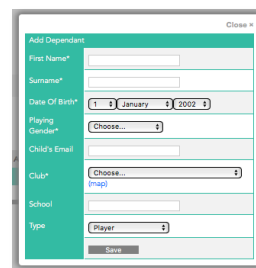 Close ×
Add Dependant
First Name*
Surname*
Date Of Birth* 1 January 2002
Playing
Gender* Choose...
Child's Email
Club* Choose...
(map)
School
Type Player
Save